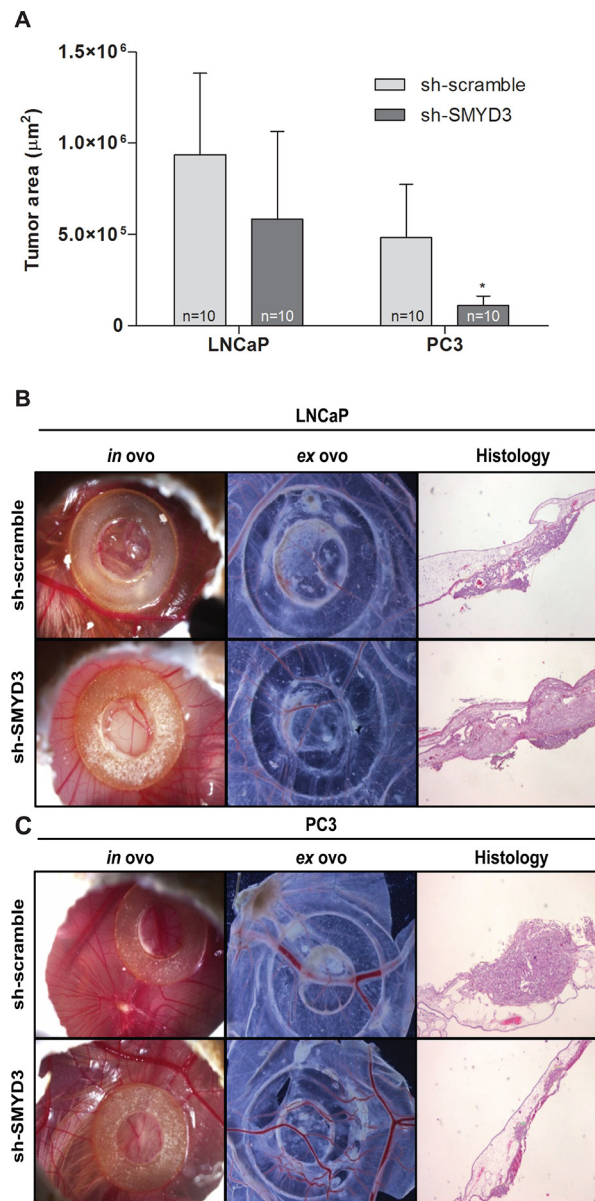 A
1.5×10⁶
1.0×10⁶
5.0×10⁵
0
Tumor area (μm²)
sh-scramble
sh-SMYD3
*
n=10
n=10
n=10
n=10
LNCaP
PC3
B
LNCaP
in ovo
ex ovo
Histology
sh-scramble
sh-SMYD3
C
PC3
in ovo
ex ovo
Histology
sh-scramble
sh-SMYD3